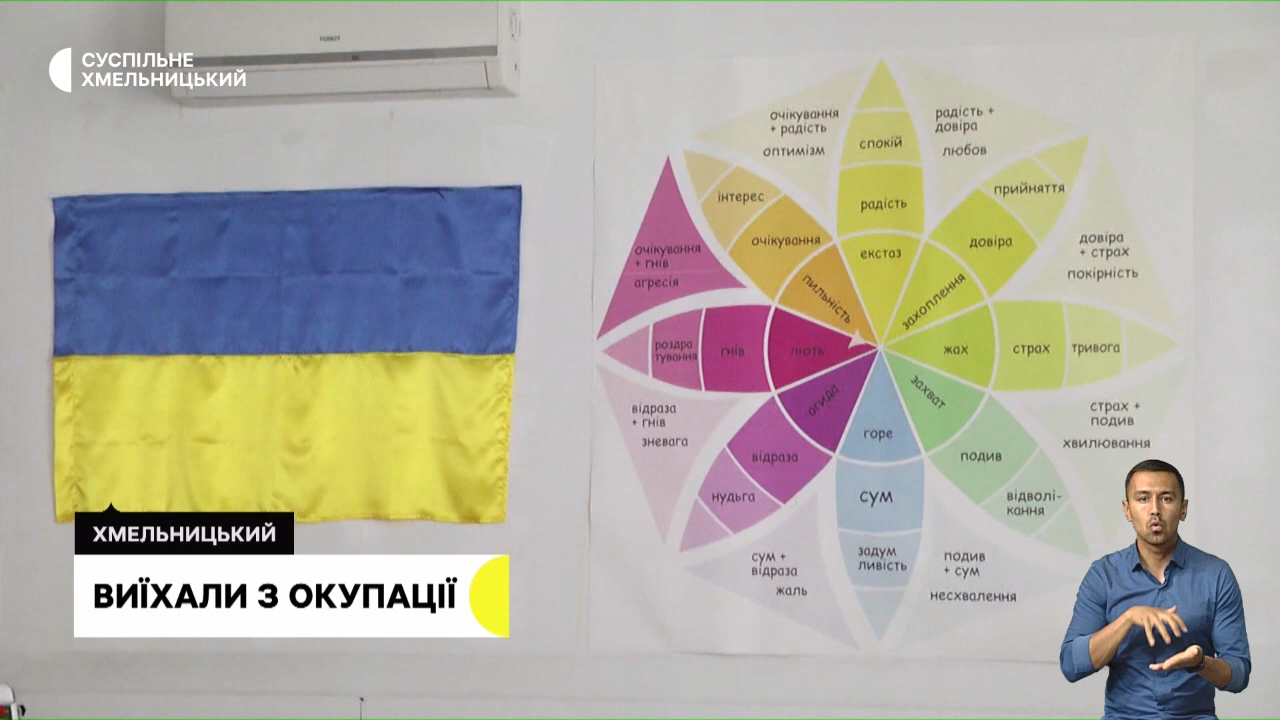 СУСПІЛЬНЕ
ХМЕЛЬНИЦЬКИЙ
TOSOT
очікування
+ радість
оптимізм
спокій
радість +
довіра
любов
інтерес
радість
прийняття
очікування
екстаз
довіра
очікування
+ гнів
агресія
довіра
+ страх
покірність
пильність
захоплення
роздра
тування
гнів
лють
жах
страх
тривога
огида
горе
захват
відраза
+ гнів
зневага
страх +
подив
хвилювання
відраза
подив
нудьга
сум
відволі-
кання
сум +
відраза
жаль
задум
ливість
подив
+ сум
несхвалення
ХМЕЛЬНИЦЬКИЙ
ВИЇХАЛИ З ОКУПАЦІЇ